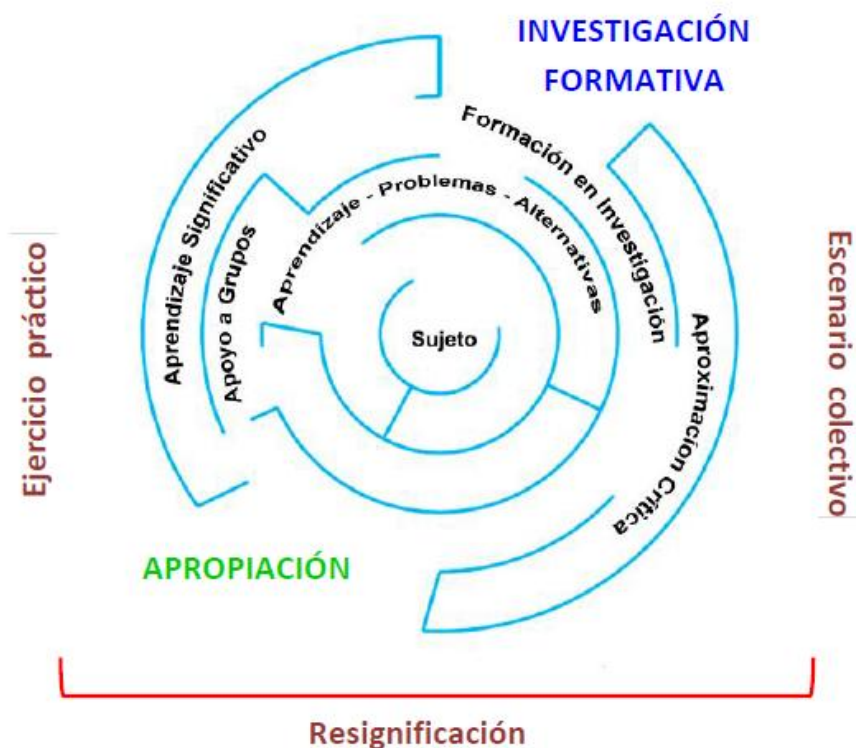 INVESTIGACIÓN
FORMATIVA
Formación en Investigación
Aprendizaje Significativo
Aprendizaje - Problemas - Alternativas
Apoyo a Grupos
Ejercicio práctico
Escenario colectivo
Sujeto
Aproximación Crítica
APROPIACIÓN
Resignificación